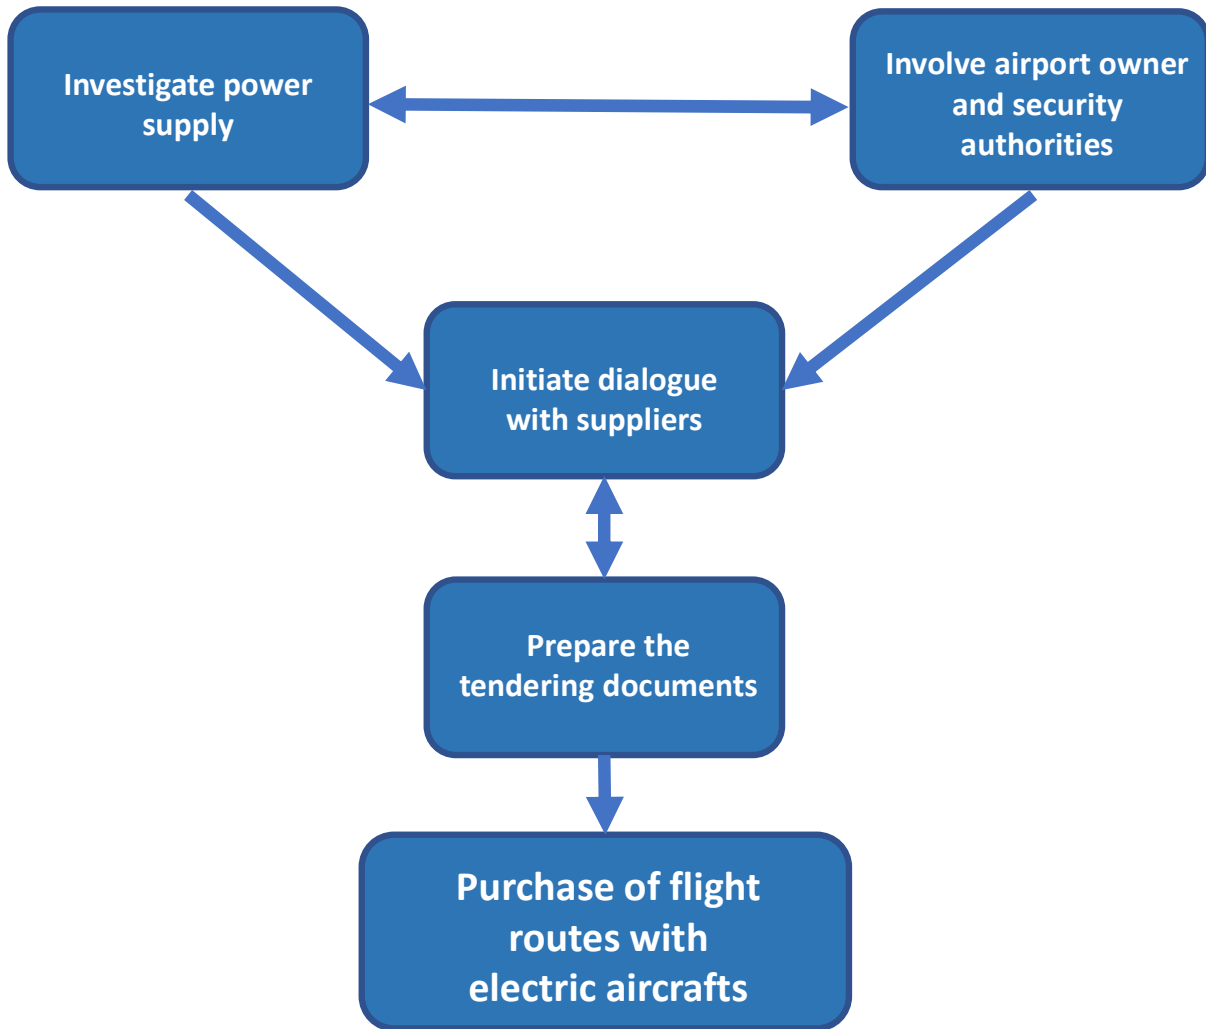 Investigate power
supply
Involve airport owner
and security
authorities
Initiate dialogue
with suppliers
Prepare the
tendering documents
Purchase of flight
routes with
electric aircrafts